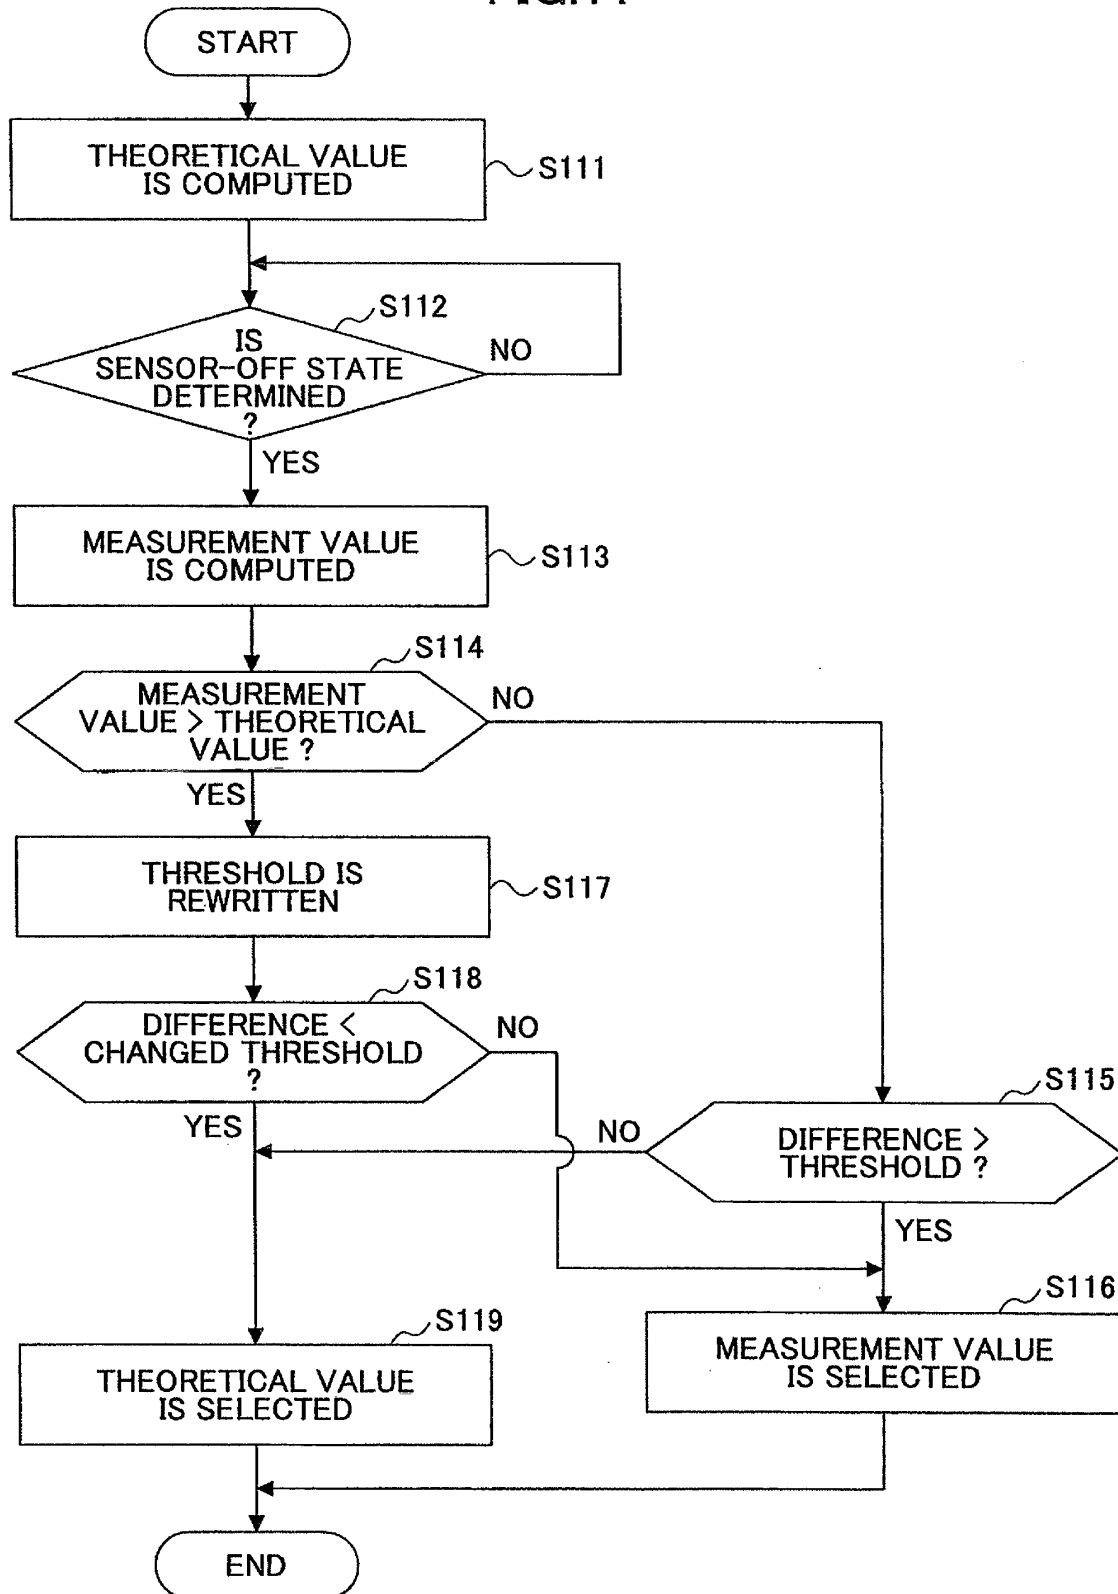 START
THEORETICAL VALUE
IS COMPUTED
S111
S112
IS
SENSOR-OFF STATE
DETERMINED
?
NO
YES
MEASUREMENT VALUE
IS COMPUTED
S113
S114
MEASUREMENT
VALUE > THEORETICAL
VALUE ?
NO
YES
THRESHOLD IS
REWRITTEN
S117
S118
DIFFERENCE <
CHANGED THRESHOLD
?
NO
YES
S115
DIFFERENCE >
THRESHOLD ?
NO
YES
S116
MEASUREMENT VALUE
IS SELECTED
S119
THEORETICAL VALUE
IS SELECTED
END